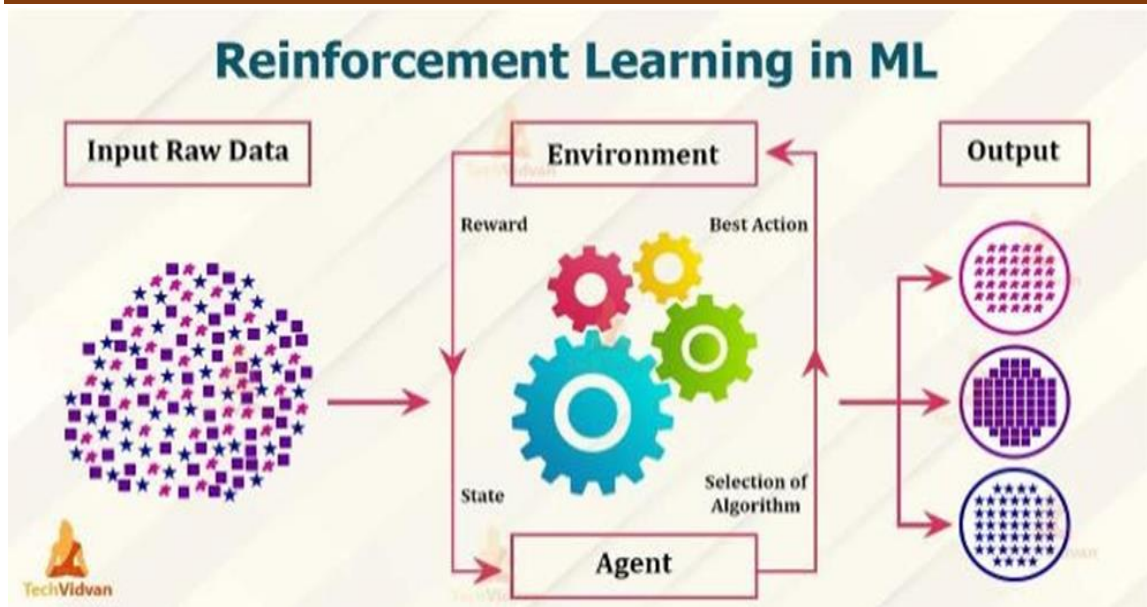 Reinforcement Learning in ML
Input Raw Data
Environment
Output
Reward
Best Action
State
Selection of
Algorithm
Agent
TechVidvan